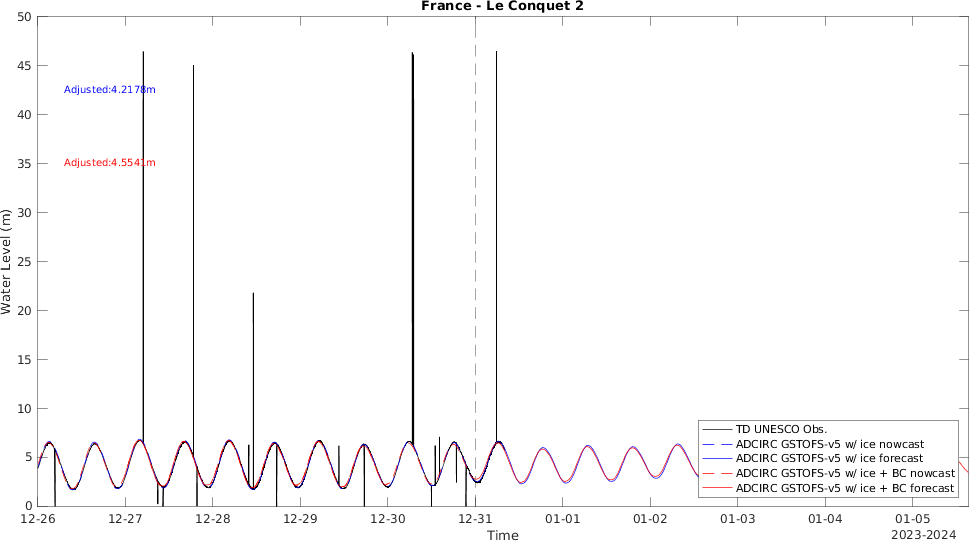 France - Le Conquet 2
50
45
40
35
30
25
20
15
10
5
0
Water Level (m)
Adjusted:4.2178m
Adjusted:4.5541m
TD UNESCO Obs.
ADCIRC GSTOFS-v5 w/ ice nowcast
ADCIRC GSTOFS-v5 w/ ice forecast
ADCIRC GSTOFS-v5 w/ ice + BC nowcast
ADCIRC GSTOFS-v5 w/ ice + BC forecast
12-26 12-27 12-28 12-29 12-30 12-31 01-01 01-02 01-03 01-04 01-05
Time
2023-2024